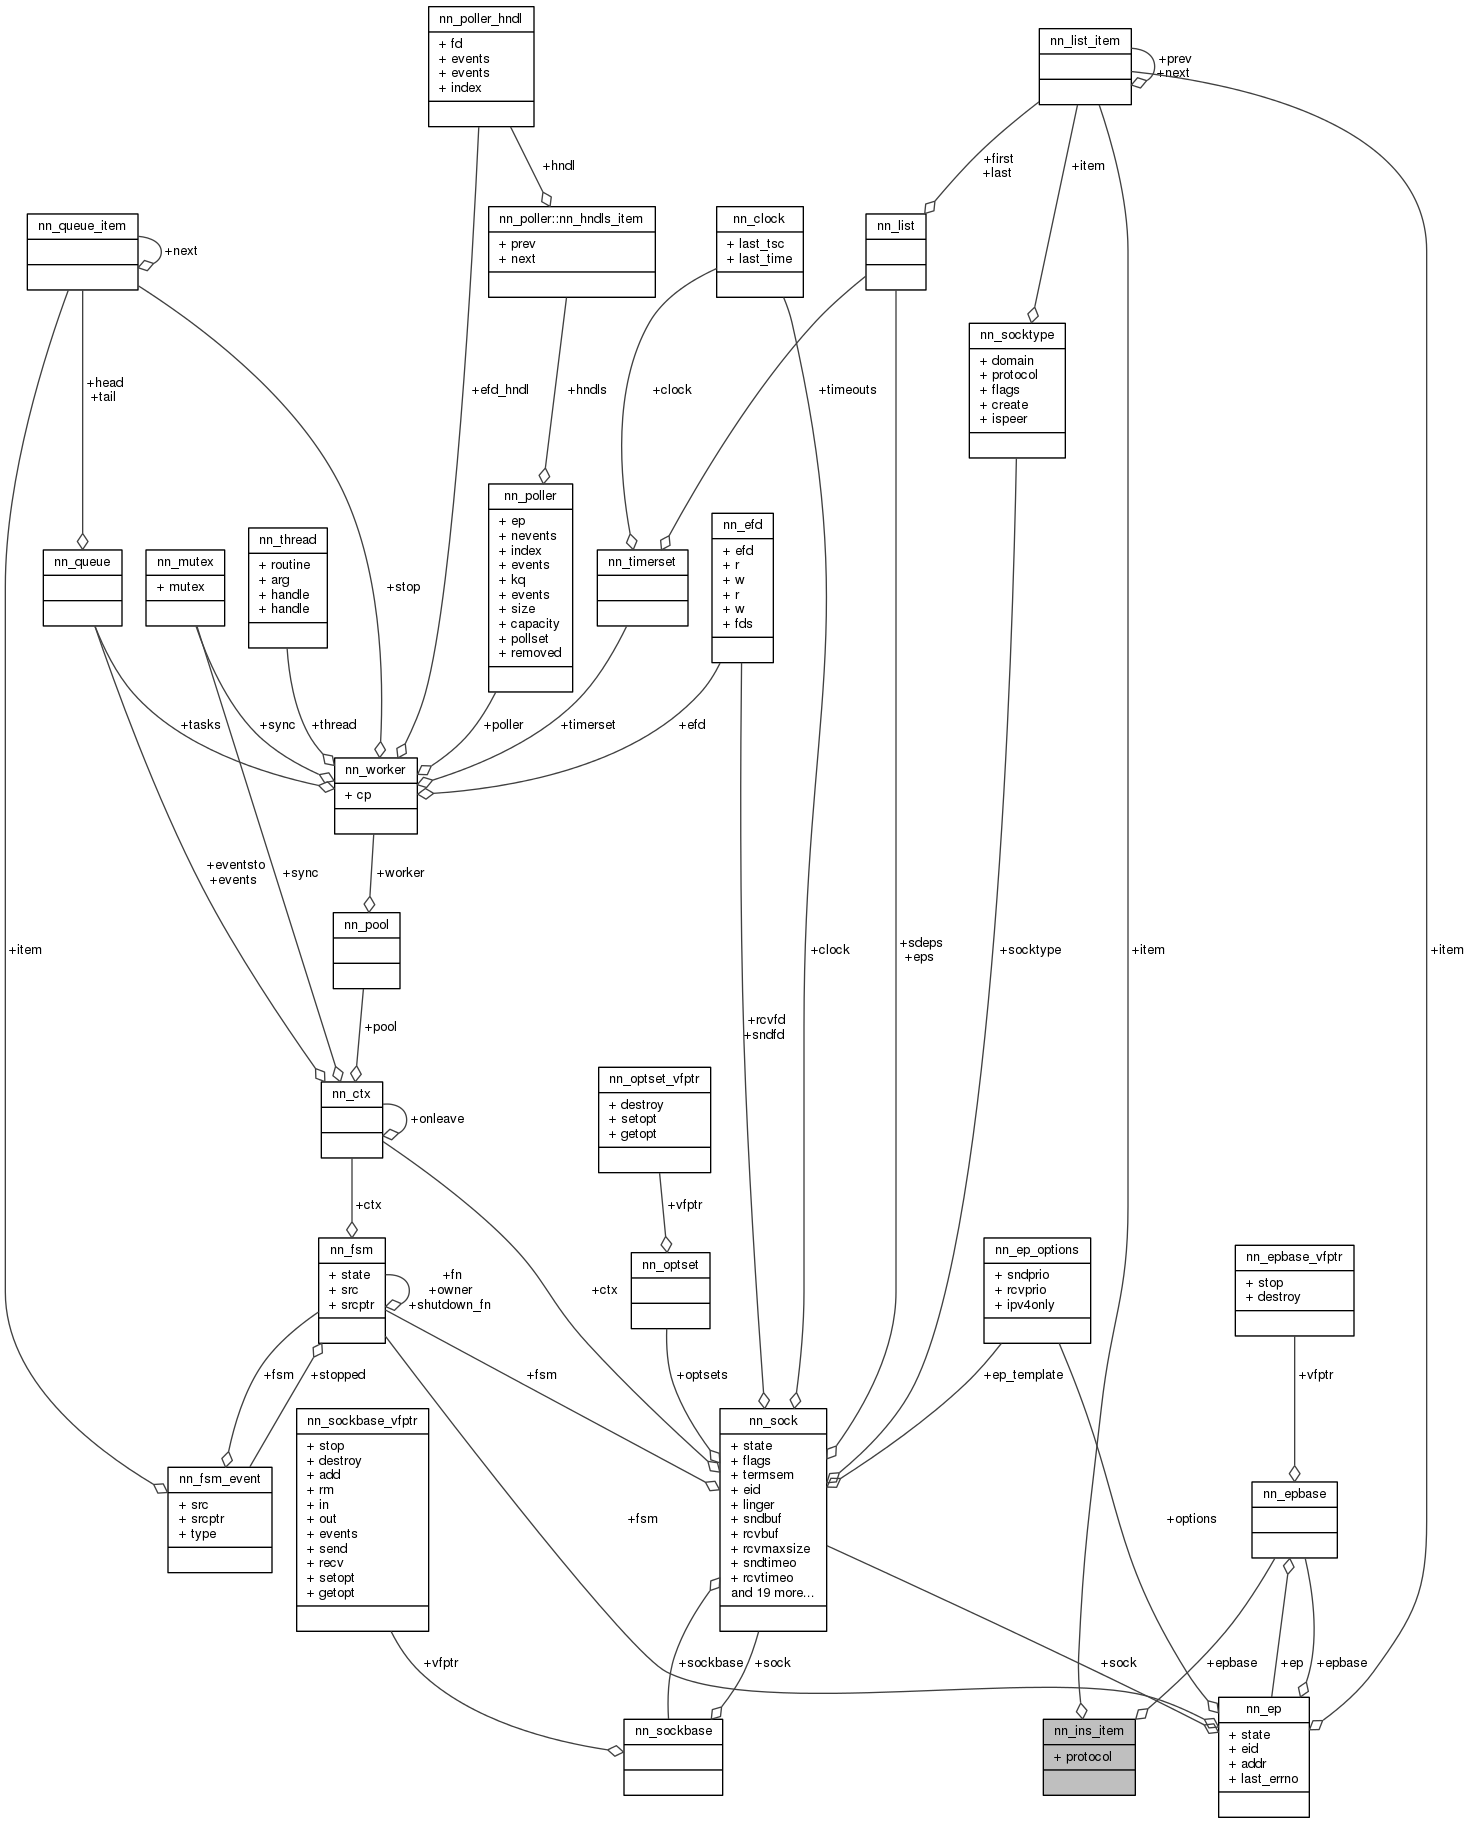 nn_poller_hndl
+ fd
+ events
+ events
+ index
nn_list_item
+prev
+next
+hndl
+first
+last
+item
nn_queue_item
+next
nn_poller::nn_hndls_item
+ prev
+ next
nn_clock
+ last_tsc
+ last_time
nn_list
nn_socktype
+ domain
+ protocol
+ flags
+ create
+ ispeer
+head
+tail
+efd_hndl
+hndls
+clock
+timeouts
nn_poller
+ ep
+ nevents
+ index
+ events
+ kq
+ events
+ size
+ capacity
+ pollset
+ removed
nn_efd
+ efd
+ r
+ w
+ r
+ w
+ fds
nn_thread
+ routine
+ arg
+ handle
+ handle
nn_queue
nn_mutex
+ mutex
nn_timerset
+stop
+tasks
+sync
+thread
+poller
+timerset
+efd
nn_worker
+ cp
+eventsto
+events
+sync
+worker
nn_pool
+item
+clock
+sdeps
+eps
+socktype
+item
+item
+pool
+rcvfd
+sndfd
nn_ctx
+onleave
nn_optset_vfptr
+ destroy
+ setopt
+ getopt
+ctx
+vfptr
nn_fsm
+ state
+ src
+ srcptr
+fn
+owner
+shutdown_fn
+ctx
nn_optset
nn_ep_options
+ sndprio
+ rcvprio
+ ipv4only
nn_epbase_vfptr
+ stop
+ destroy
+fsm
+stopped
+fsm
+optsets
+ep_template
+vfptr
nn_sockbase_vfptr
+ stop
+ destroy
+ add
+ rm
+ in
+ out
+ events
+ send
+ recv
+ setopt
+ getopt
nn_sock
+ state
+ flags
+ termsem
+ eid
+ linger
+ sndbuf
+ rcvbuf
+ rcvmaxsize
+ sndtimeo
+ rcvtimeo
and 19 more...
nn_fsm_event
+ src
+ srcptr
+ type
nn_epbase
+fsm
+options
+vfptr
+sockbase
+sock
+sock
+epbase
+ep
+epbase
nn_sockbase
nn_ins_item
+ protocol
nn_ep
+ state
+ eid
+ addr
+ last_errno